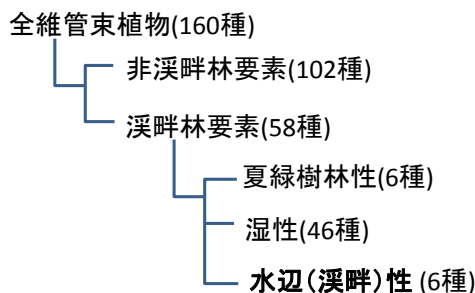 全維管束植物(160種)
非渓畔林要素(102種)
渓畔林要素(58種)
夏緑樹林性(6種)
湿性(46種)
水辺(渓畔)性 (6種)